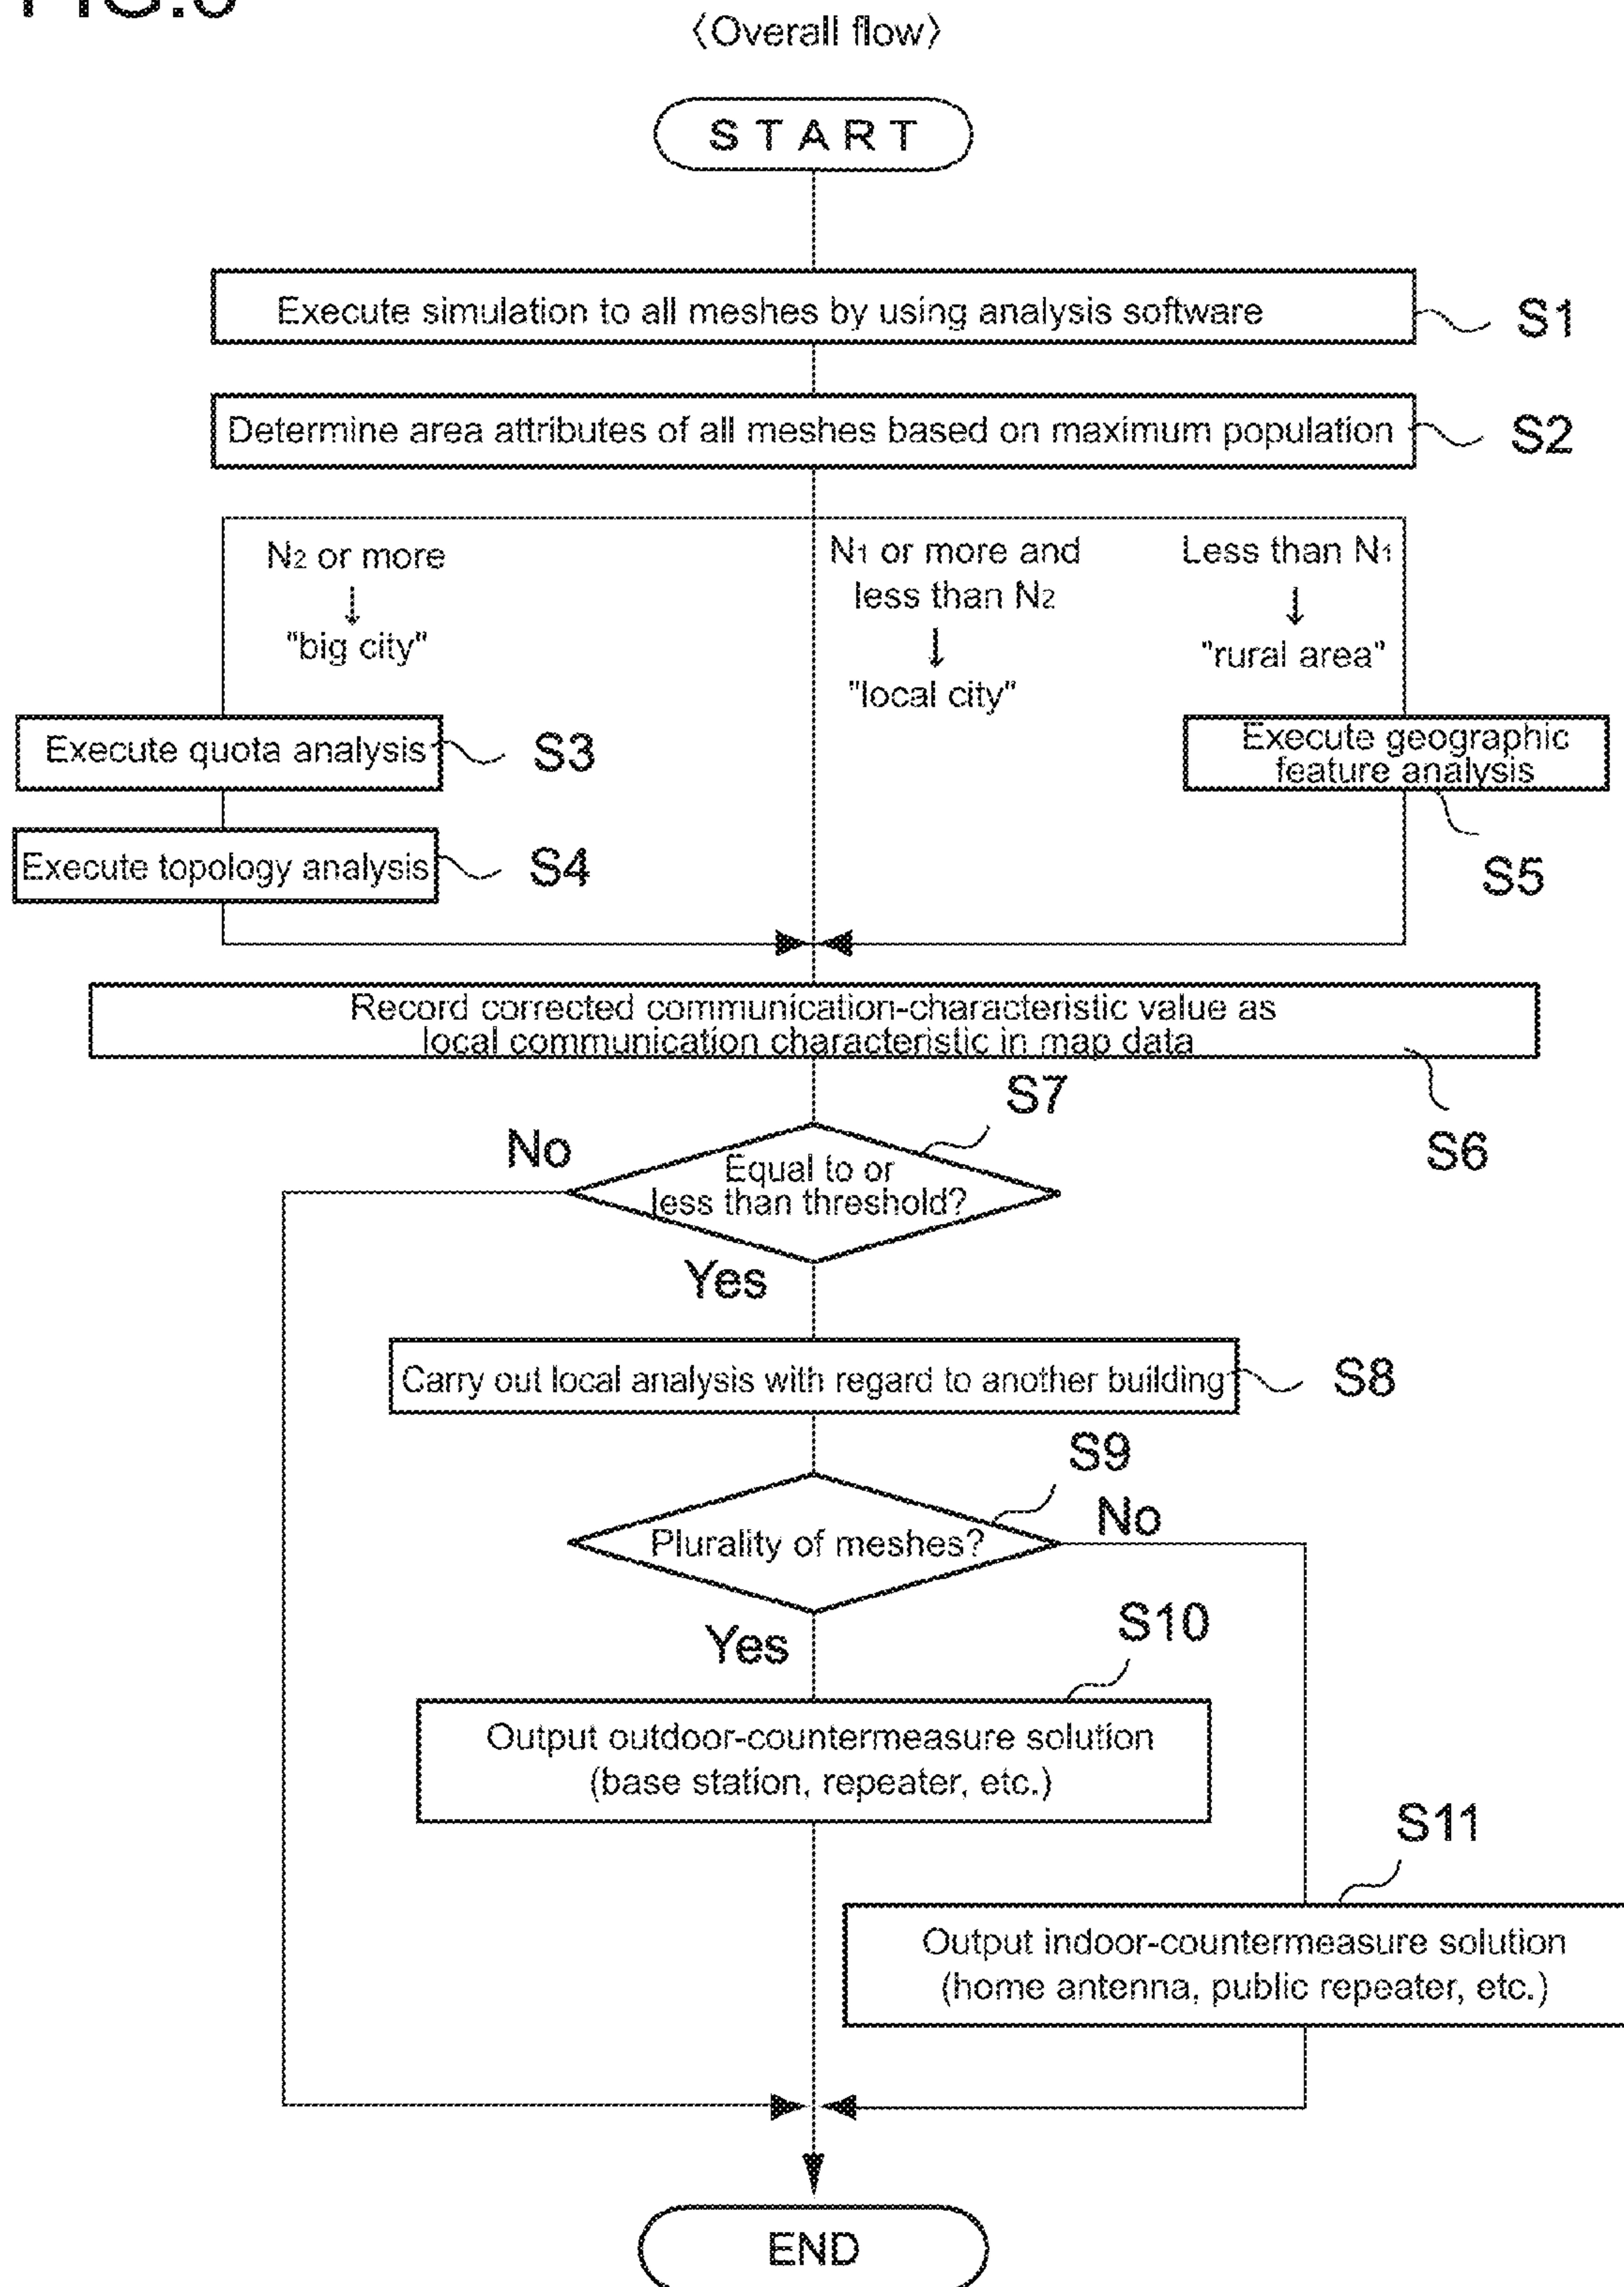 〈Overall flow〉
START
Execute simulation to all meshes by using analysis software
S1
Determine area attributes of all meshes based on maximum population
S2
N2 or more
↓
"big city"
N1 or more and
less than N2
↓
"local city"
Less than N1
↓
"rural area"
Execute quota analysis
S3
Execute geographic
feature analysis
S5
Execute topology analysis
S4
Record corrected communication-characteristic value as
local communication characteristic in map data
S6
S7
No
Equal to or
less than threshold?
Yes
Carry out local analysis with regard to another building
S8
S9
No
Plurality of meshes?
Yes
S10
Output outdoor-countermeasure solution
(base station, repeater, etc.)
S11
Output indoor-countermeasure solution
(home antenna, public repeater, etc.)
END